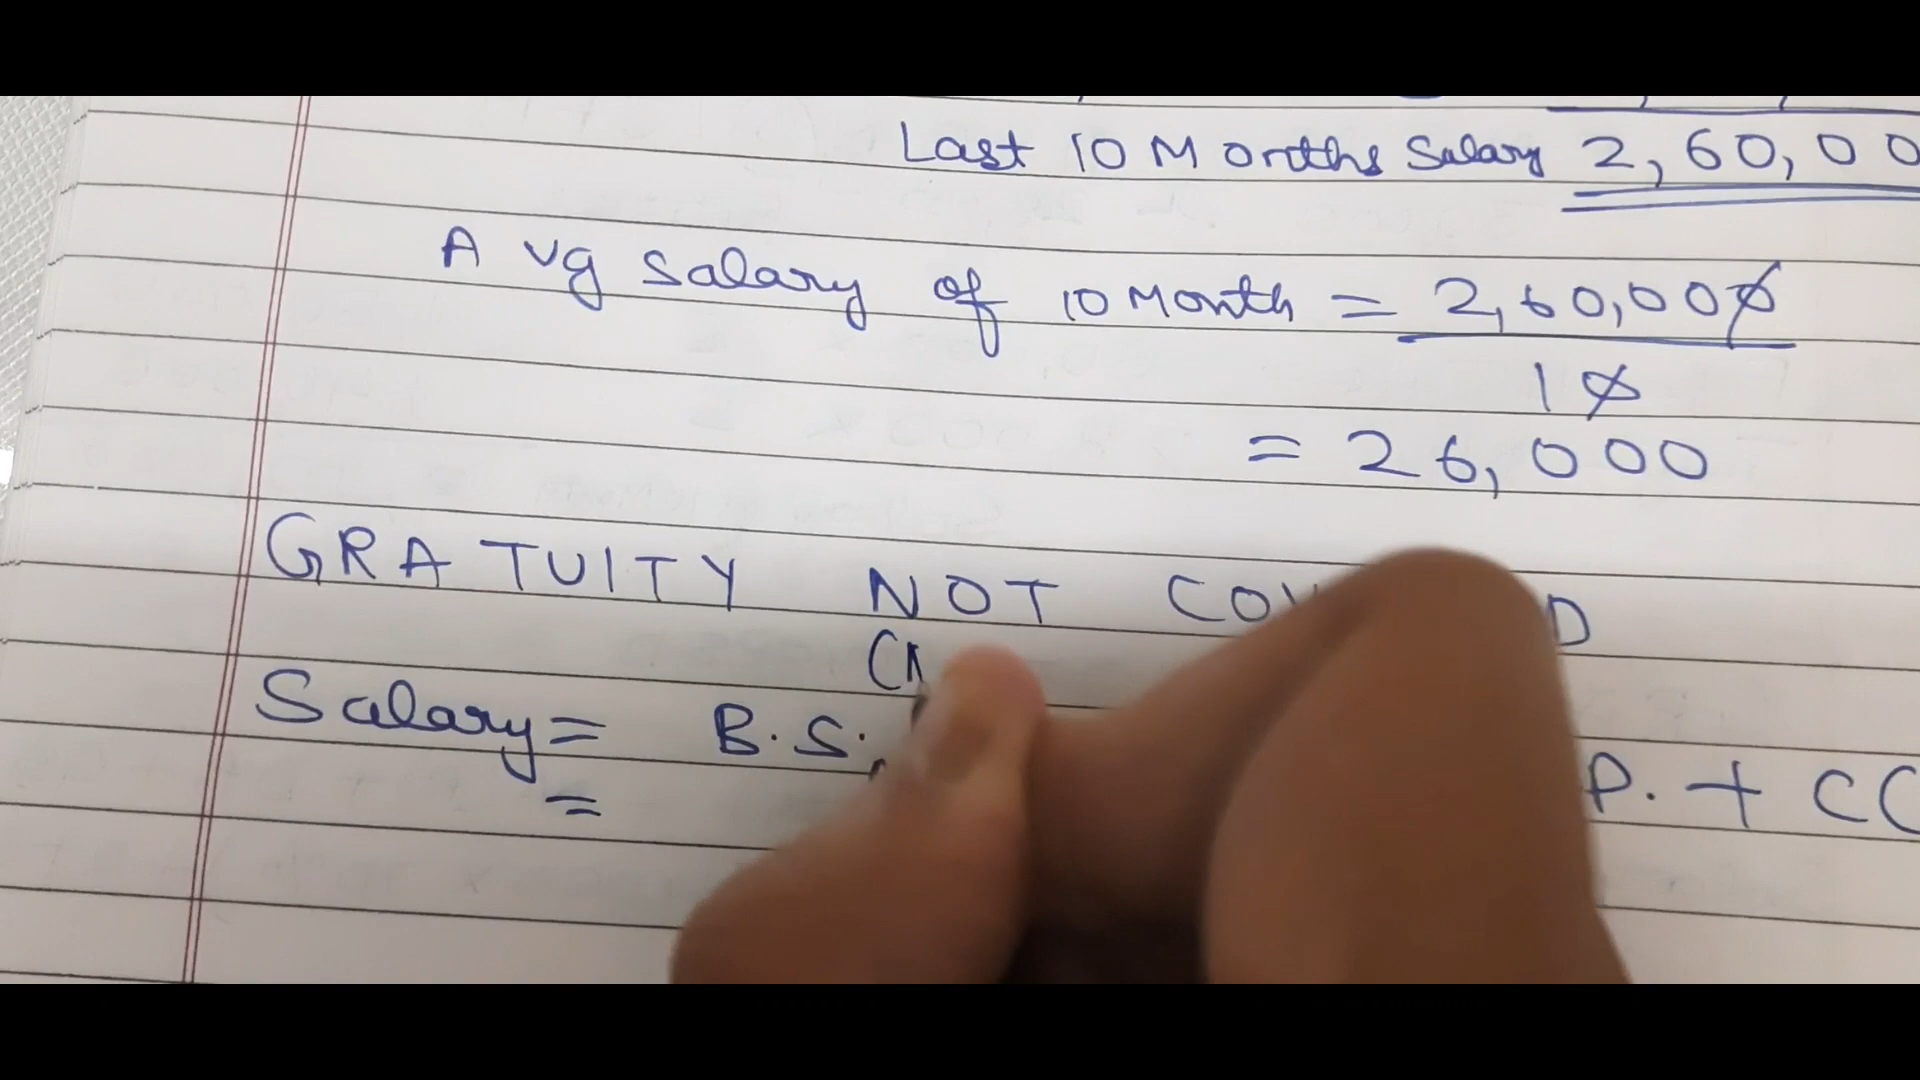 Last 10 Months Salary 2,60,00
Avg salary of 10 Month = 2,60,000
10
= 26,000
GRATUITY NOT
Salary = B.S. P. + CC
=